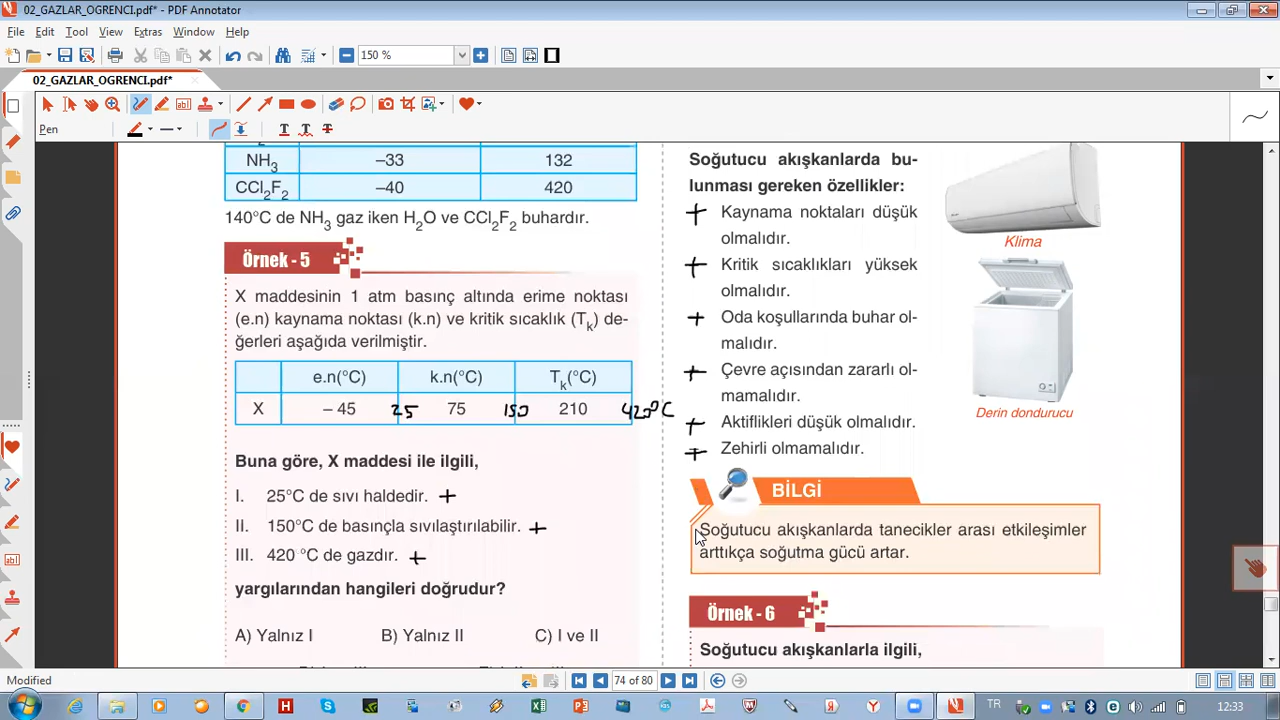 02_GAZLAR_OGRENCI.pdf* - PDF Annotator
File Edit Tool View Extras Window Help
150 %
02_GAZLAR_OGRENCI.pdf*
Pen
NH3 –33 132
CCl2F2 –40 420
140°C de NH3 gaz iken H2O ve CCl2F2 buhardır.
Örnek - 5
X maddesinin 1 atm basınç altında erime noktası
(e.n) kaynama noktası (k.n) ve kritik sıcaklık (Tk) de-
ğerleri aşağıda verilmiştir.
e.n(°C) k.n(°C) Tk(°C)
X – 45 25 75 150 210 420°C
Buna göre, X maddesi ile ilgili,
I. 25°C de sıvı haldedir. +
II. 150°C de basınçla sıvılaştırılabilir. +
III. 420 °C de gazdır. +
yargılarından hangileri doğrudur?
A) Yalnız I B) Yalnız II C) I ve II
Soğutucu akışkanlarda bu-
lunması gereken özellikler:
+ Kaynama noktaları düşük
olmalıdır.
+ Kritik sıcaklıkları yüksek
olmalıdır.
+ Oda koşullarında buhar ol-
malıdır.
+ Çevre açısından zararlı ol-
mamalıdır.
+ Aktiflikleri düşük olmalıdır.
+ Zehirli olmamalıdır.
Klima
Derin dondurucu
BİLGİ
Soğutucu akışkanlarda tanecikler arası etkileşimler
arttıkça soğutma gücü artar.
Örnek - 6
Soğutucu akışkanlarla ilgili,
Modified
74 of 80
TR
12:33